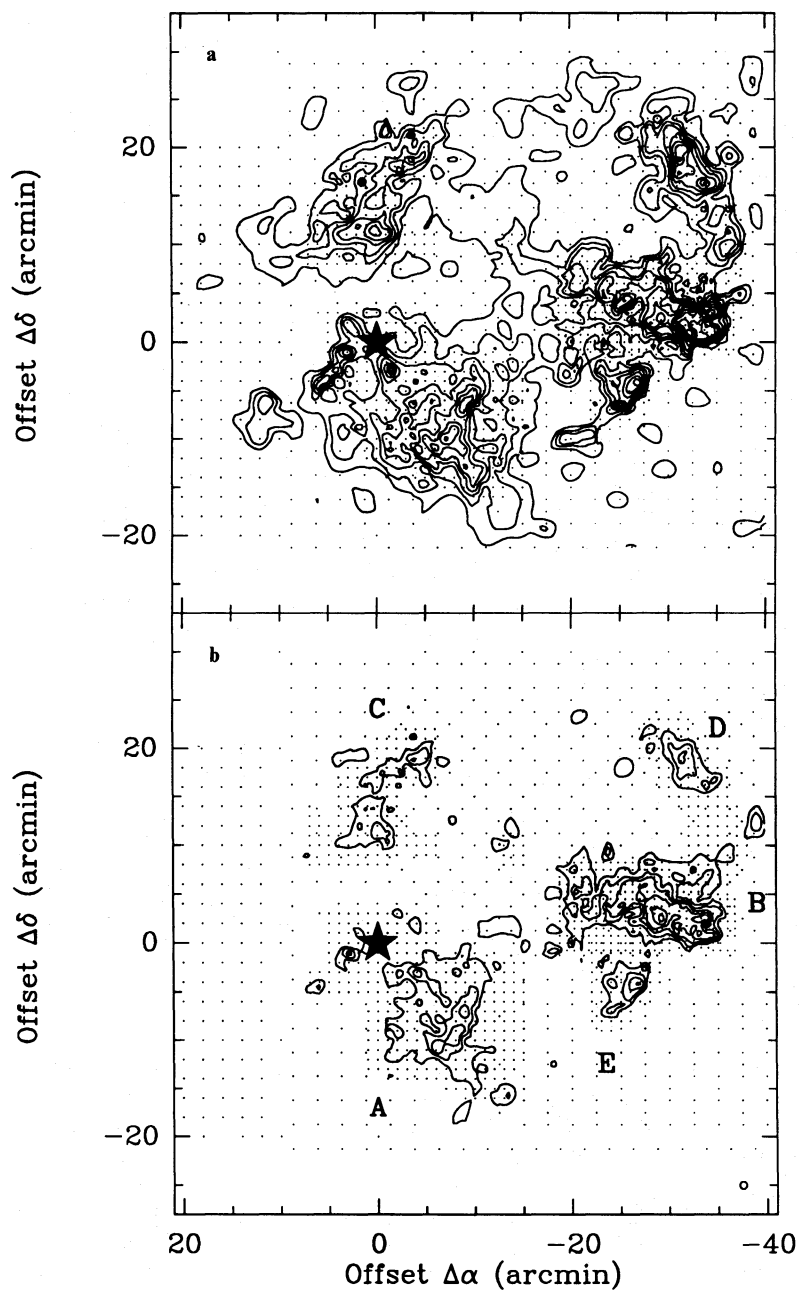 a
20
0
−20
Offset Δδ (arcmin)
b
C
D
20
B
0
E
A
−20
Offset Δδ (arcmin)
20 0 −20 −40
Offset Δα (arcmin)